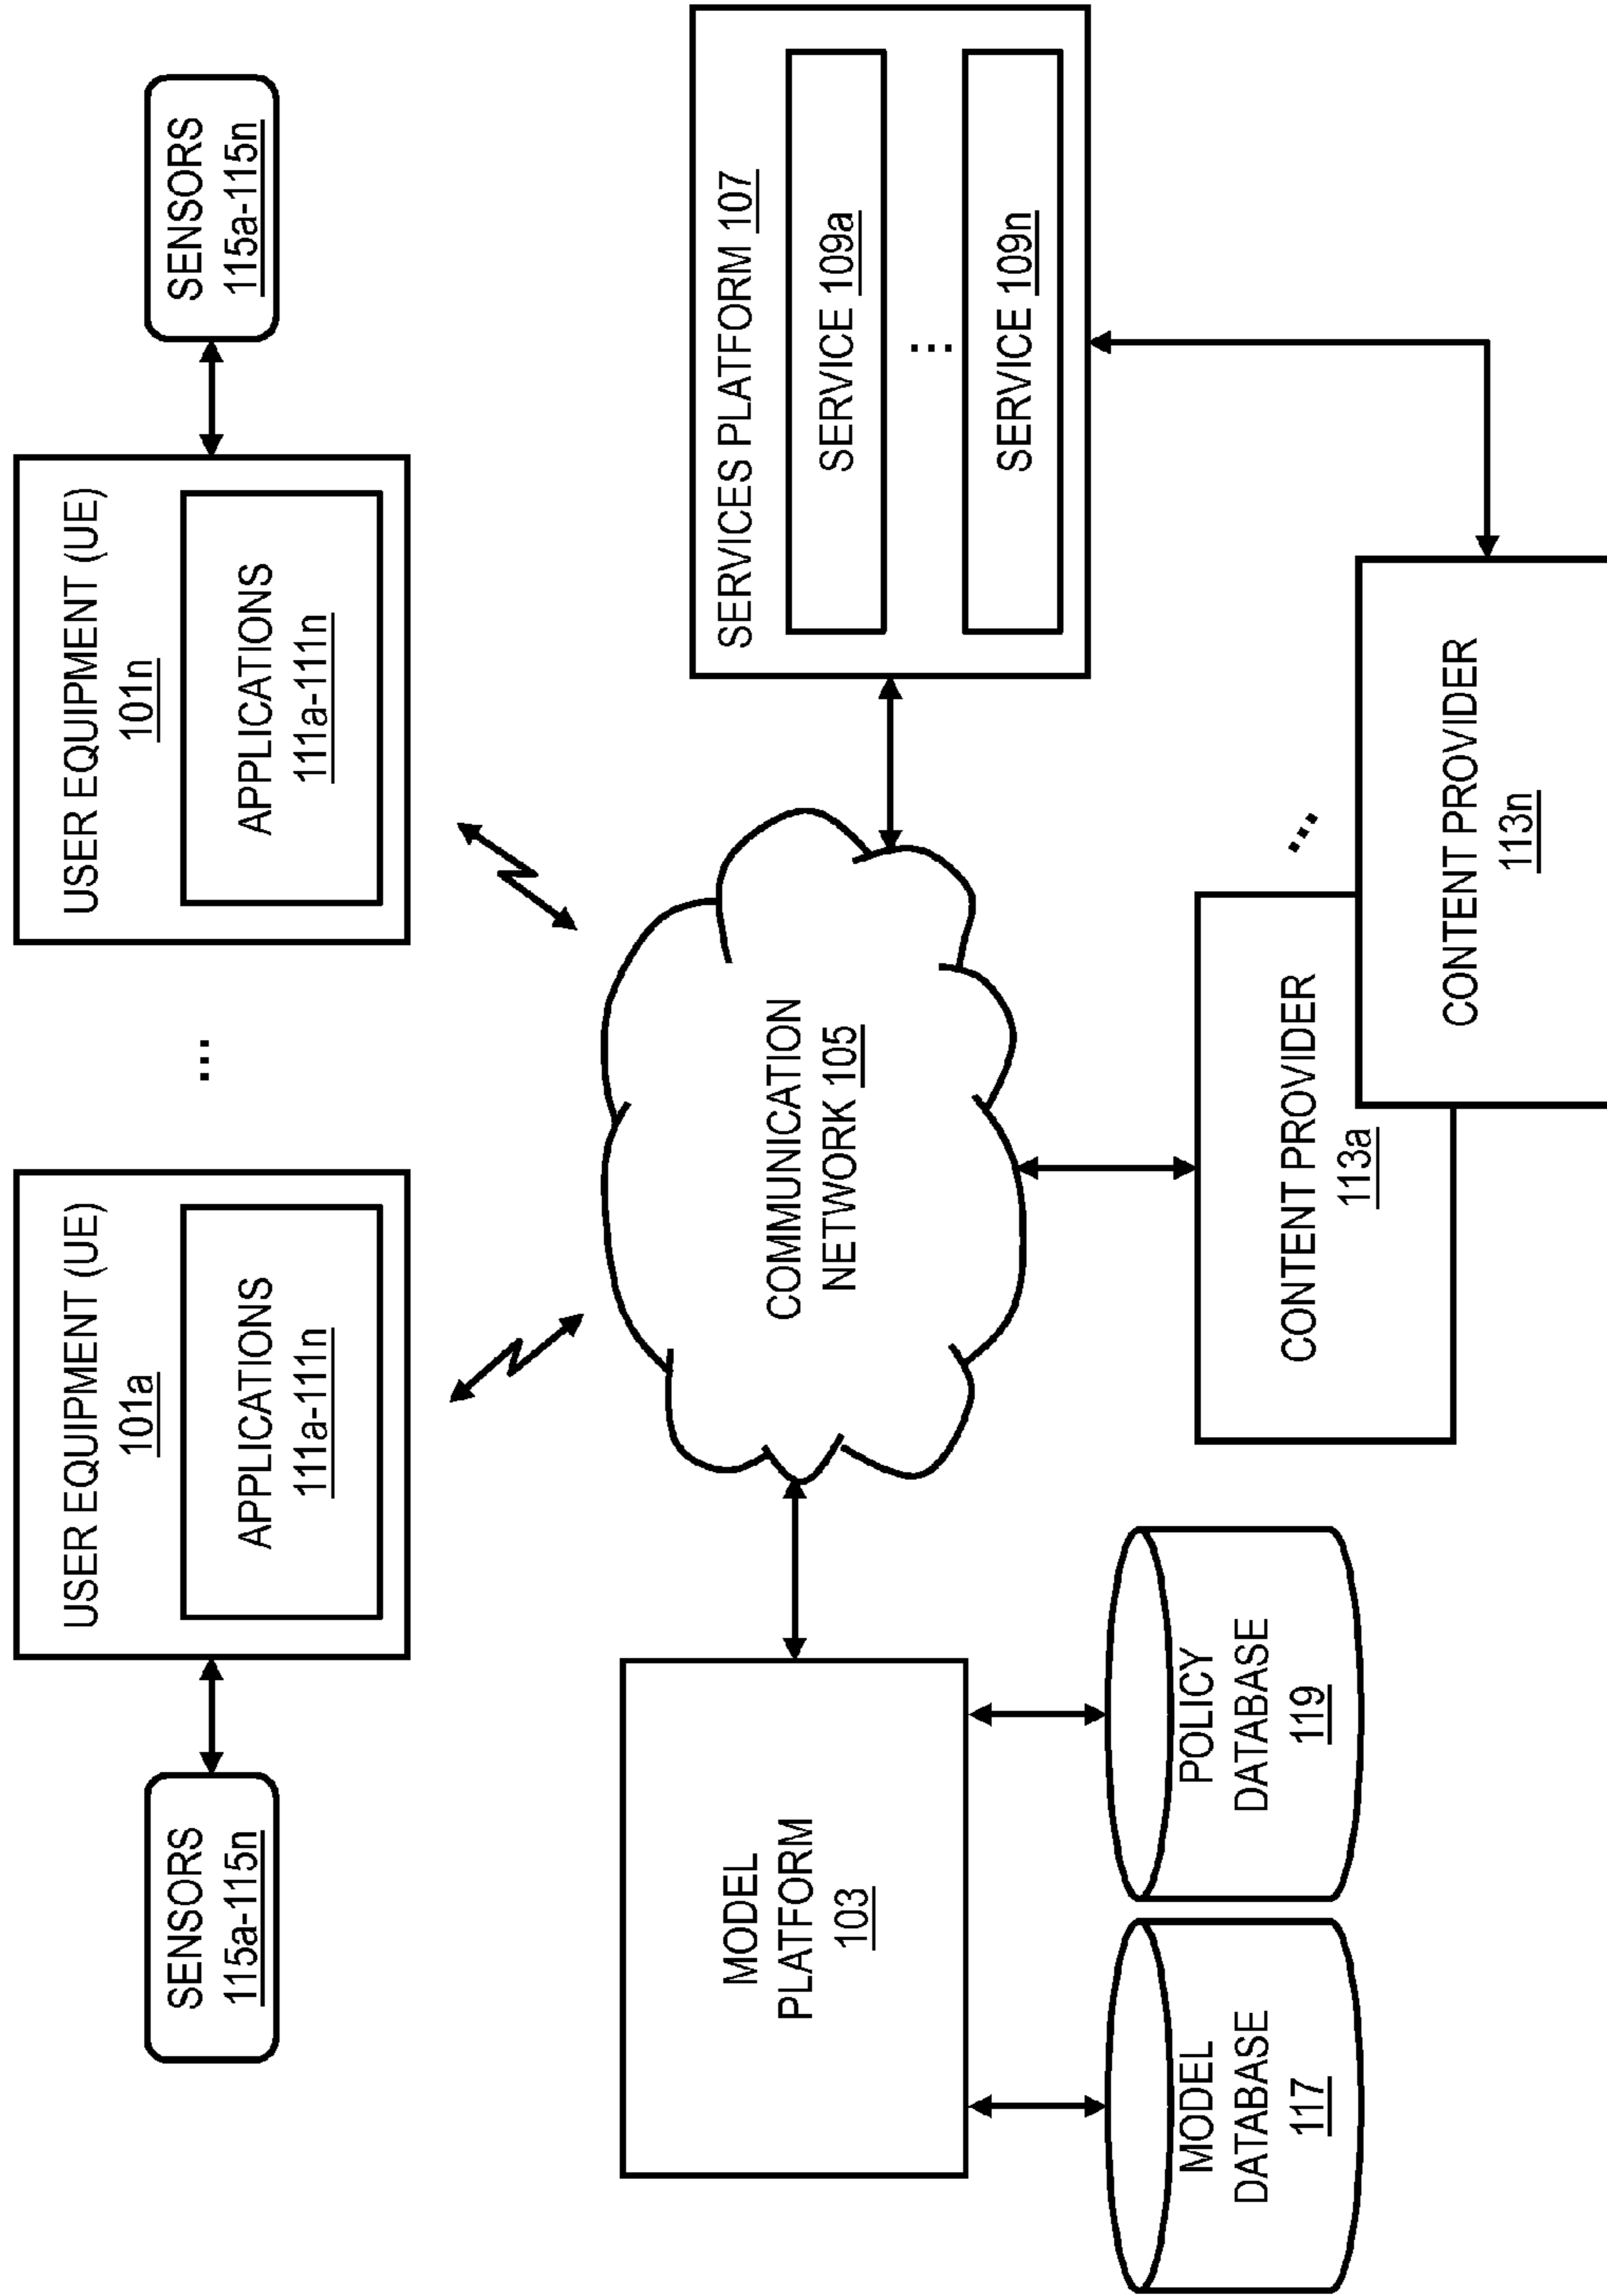 SENSORS
115a-115n
USER EQUIPMENT (UE)
101a
APPLICATIONS
111a-111n
...
USER EQUIPMENT (UE)
101n
APPLICATIONS
111a-111n
SENSORS
115a-115n
MODEL
PLATFORM
103
COMMUNICATION
NETWORK 105
SERVICES PLATFORM 107
SERVICE 109a
...
SERVICE 109n
MODEL
DATABASE
117
POLICY
DATABASE
119
CONTENT PROVIDER
113a
...
CONTENT PROVIDER
113n